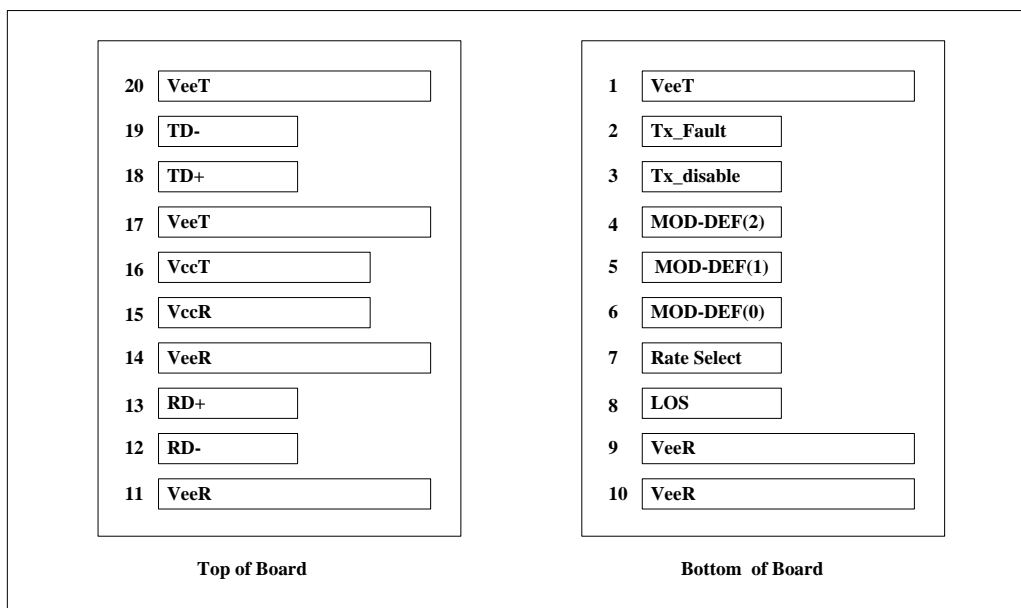 20 VeeT
19 TD-
18 TD+
17 VeeT
16 VccT
15 VccR
14 VeeR
13 RD+
12 RD-
11 VeeR
Top of Board
1 VeeT
2 Tx_Fault
3 Tx_disable
4 MOD-DEF(2)
5 MOD-DEF(1)
6 MOD-DEF(0)
7 Rate Select
8 LOS
9 VeeR
10 VeeR
Bottom of Board